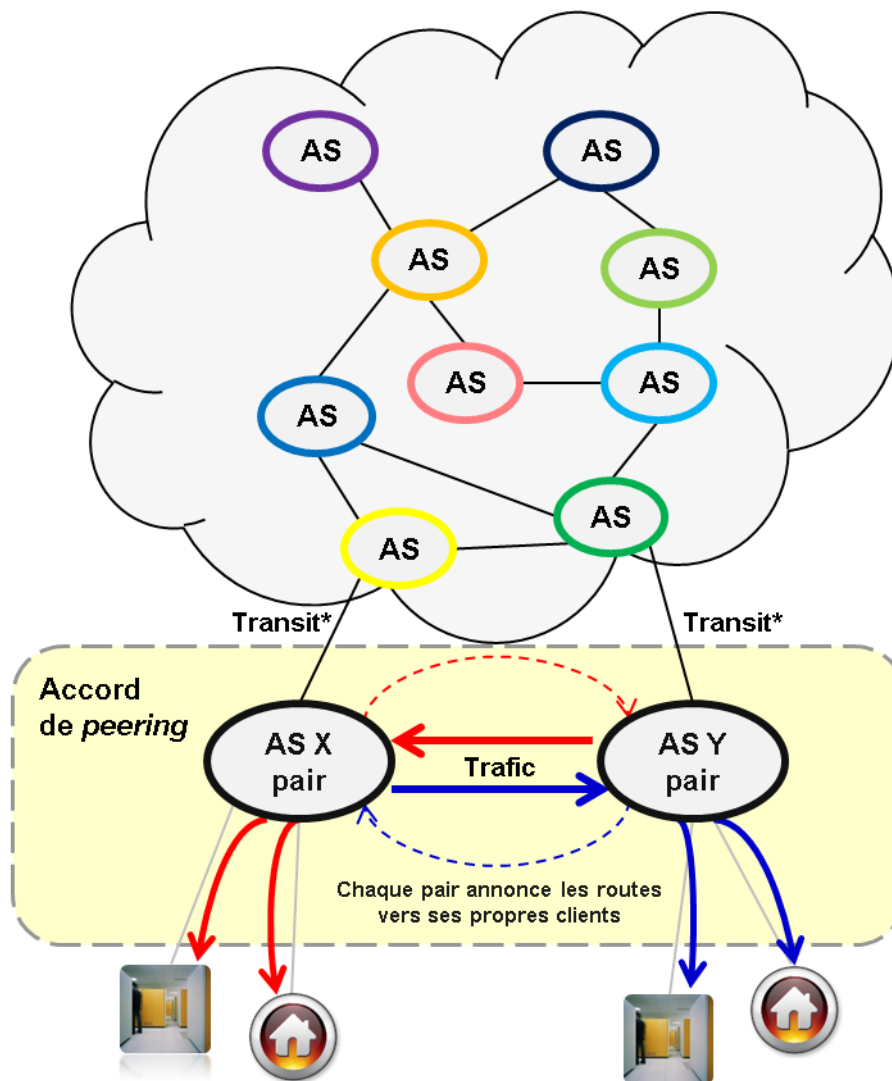 AS
AS
AS
AS
AS
AS
AS
AS
AS
Transit*
Transit*
Accord
de peering
AS X
pair
Trafic
AS Y
pair
Chaque pair annonce les routes
vers ses propres clients